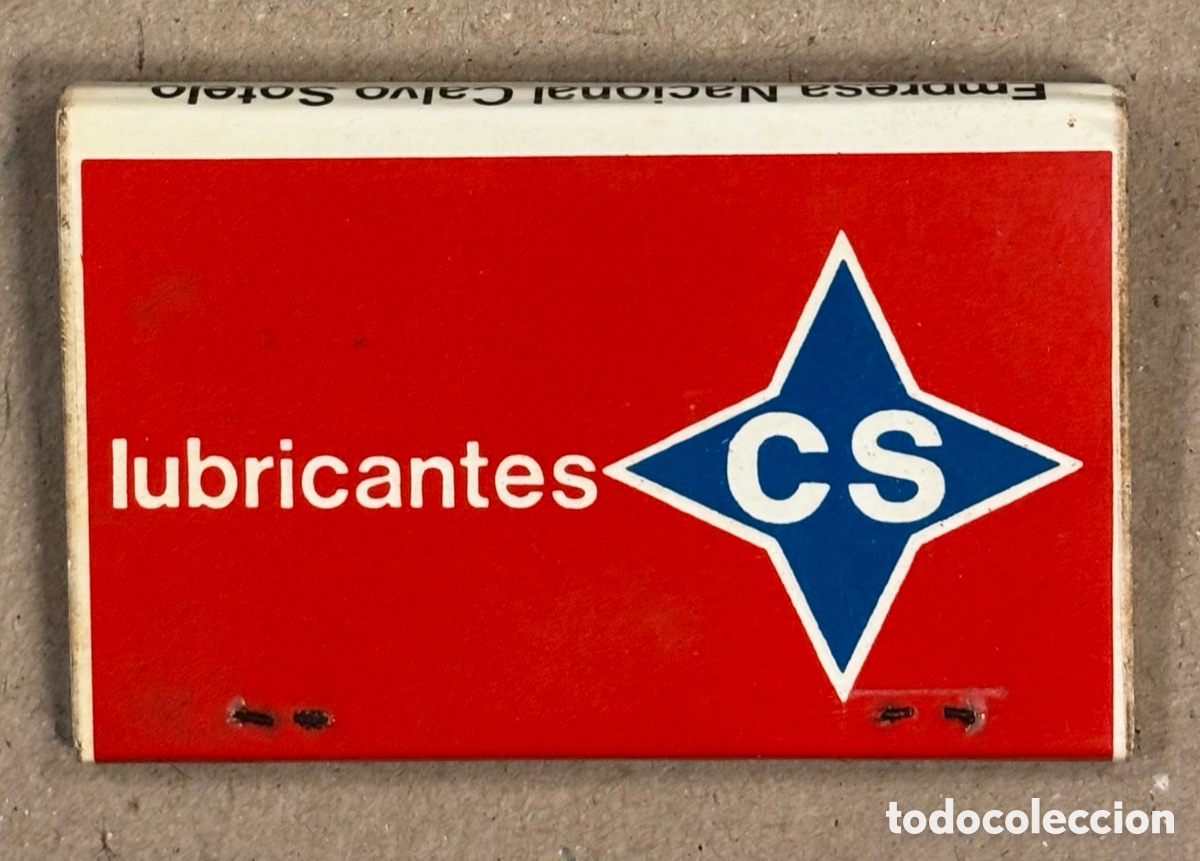 Empresa Nacional Calvo Sotelo
lubricantes CS
todocoleccion